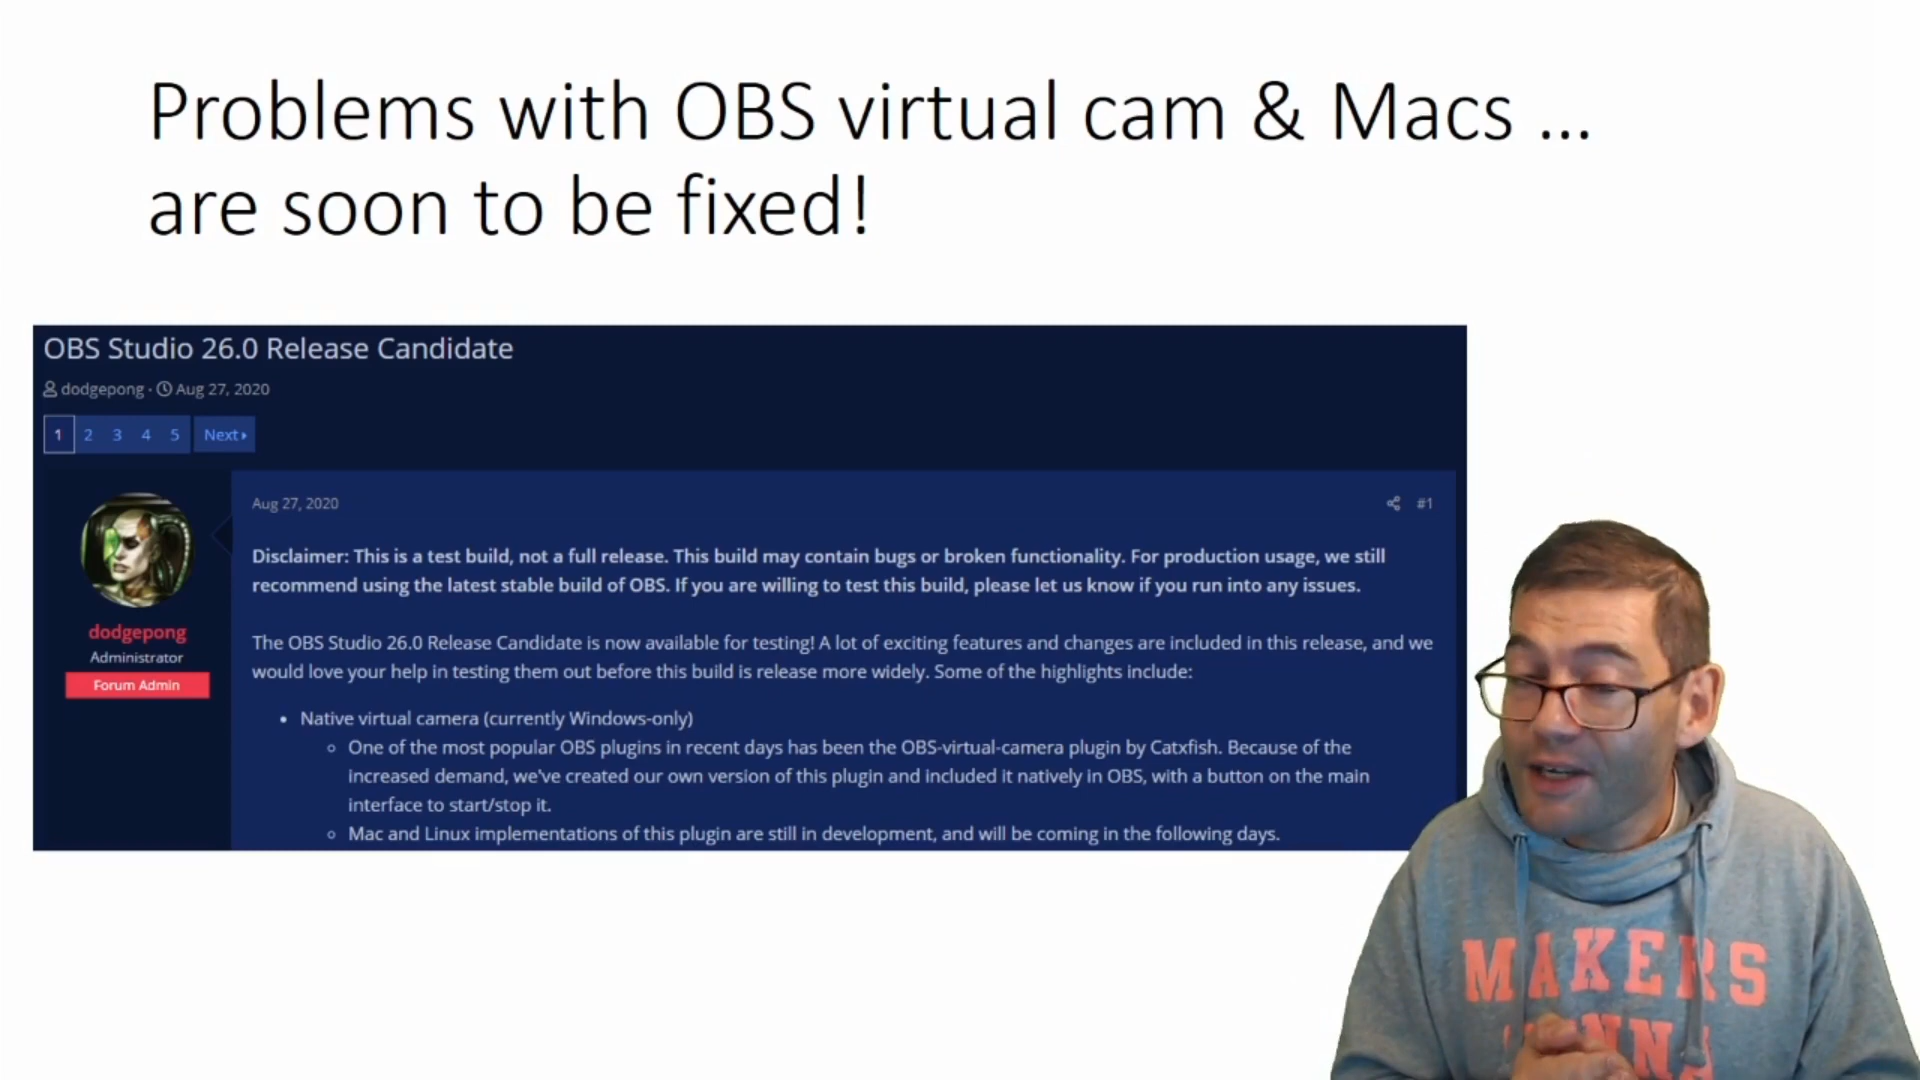 Problems with OBS virtual cam & Macs ...
are soon to be fixed!
OBS Studio 26.0 Release Candidate
dodgepong · Aug 27, 2020
1 2 3 4 5 Next
Aug 27, 2020 #1
dodgepong
Administrator
Forum Admin
Disclaimer: This is a test build, not a full release. This build may contain bugs or broken functionality. For production usage, we still
recommend using the latest stable build of OBS. If you are willing to test this build, please let us know if you run into any issues.
The OBS Studio 26.0 Release Candidate is now available for testing! A lot of exciting features and changes are included in this release, and we
would love your help in testing them out before this build is release more widely. Some of the highlights include:
• Native virtual camera (currently Windows-only)
o One of the most popular OBS plugins in recent days has been the OBS-virtual-camera plugin by Catxfish. Because of the
increased demand, we've created our own version of this plugin and included it natively in OBS, with a button on the main
interface to start/stop it.
o Mac and Linux implementations of this plugin are still in development, and will be coming in the following days.
MAKERS